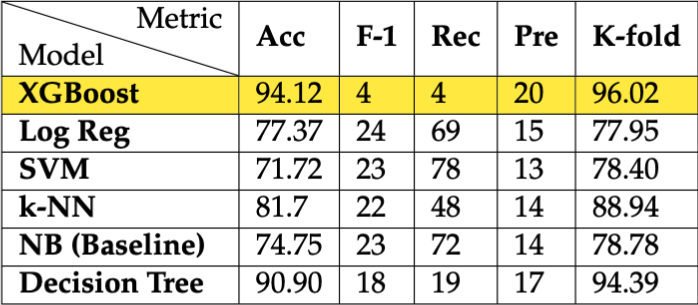 Metric
Model Acc F-1 Rec Pre K-fold
XGBoost 94.12 4 4 20 96.02
Log Reg 77.37 24 69 15 77.95
SVM 71.72 23 78 13 78.40
k-NN 81.7 22 48 14 88.94
NB (Baseline) 74.75 23 72 14 78.78
Decision Tree 90.90 18 19 17 94.39